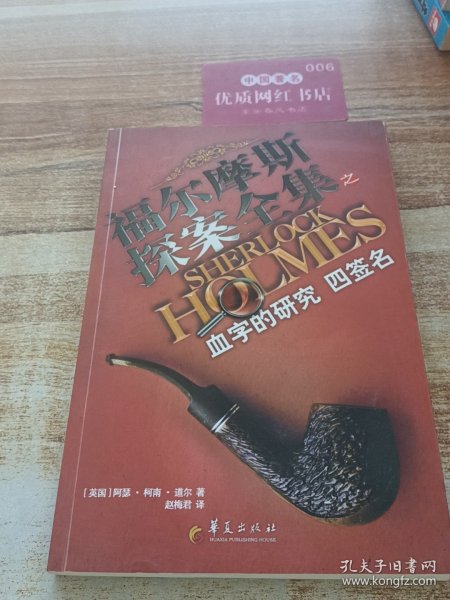 006
中国著名
优质网红书店
福尔摩斯
探案全集之
SHERLOCK
HOLMES
血字的研究 四签名
[英国]阿瑟·柯南·道尔 著
赵梅君 译
华夏出版社
HUAXIA PUBLISHING HOUSE
孔夫子旧书网
www.kongfz.com